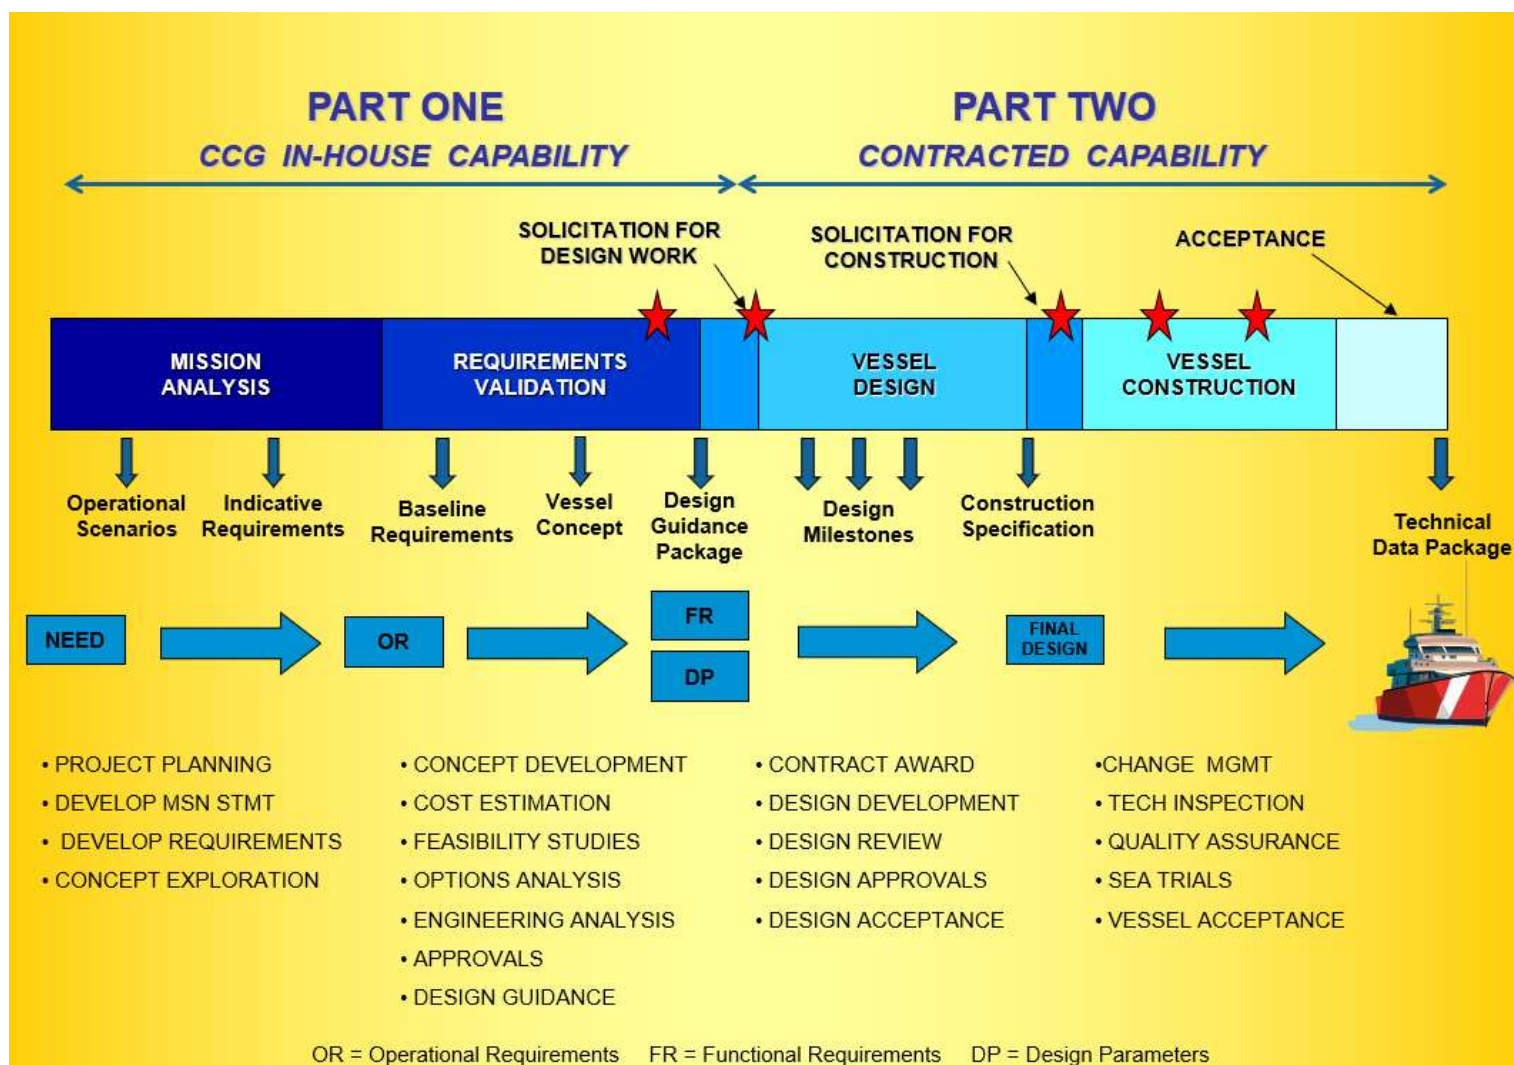 PART ONE
CCG IN-HOUSE CAPABILITY
PART TWO
CONTRACTED CAPABILITY
SOLICITATION FOR
DESIGN WORK
SOLICITATION FOR
CONSTRUCTION
ACCEPTANCE
MISSION
ANALYSIS
REQUIREMENTS
VALIDATION
VESSEL
DESIGN
VESSEL
CONSTRUCTION
Operational
Scenarios
Indicative
Requirements
Baseline
Requirements
Vessel
Concept
Design
Guidance
Package
Design
Milestones
Construction
Specification
Technical
Data Package
NEED
OR
FR
DP
FINAL
DESIGN
• PROJECT PLANNING
• DEVELOP MSN STMT
• DEVELOP REQUIREMENTS
• CONCEPT EXPLORATION
• CONCEPT DEVELOPMENT
• COST ESTIMATION
• FEASIBILITY STUDIES
• OPTIONS ANALYSIS
• ENGINEERING ANALYSIS
• APPROVALS
• DESIGN GUIDANCE
• CONTRACT AWARD
• DESIGN DEVELOPMENT
• DESIGN REVIEW
• DESIGN APPROVALS
• DESIGN ACCEPTANCE
•CHANGE MGMT
• TECH INSPECTION
• QUALITY ASSURANCE
• SEA TRIALS
• VESSEL ACCEPTANCE
OR = Operational Requirements FR = Functional Requirements DP = Design Parameters